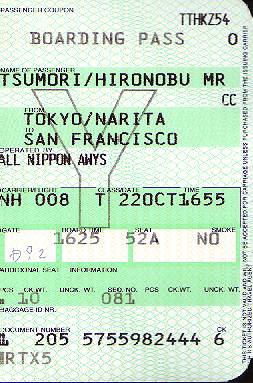 PASSENGER COUPON
TTHKZ54
BOARDING PASS 0
NAME OF PASSENGER
TSUMORI/HIRONOBU MR
CC
FROM
TOKYO/NARITA
TO
SAN FRANCISCO
OPERATED BY
ALL NIPPON AWYS
Y
CARRIER/FLIGHT CLASS/DATE TIME
NH 008 T 22OCT1655
GATE BOARDING TIME SEAT SMOKE
D92 1625 52A NO
ADDITIONAL SEAT INFORMATION
PCS. CK.WT. UNCK. WT. SEQ. NO. PCS. CK.WT. UNCK. WT.
10 081
BAGGAGE ID NR.
DOCUMENT NUMBER CK
205 5755982444 6
RTX5